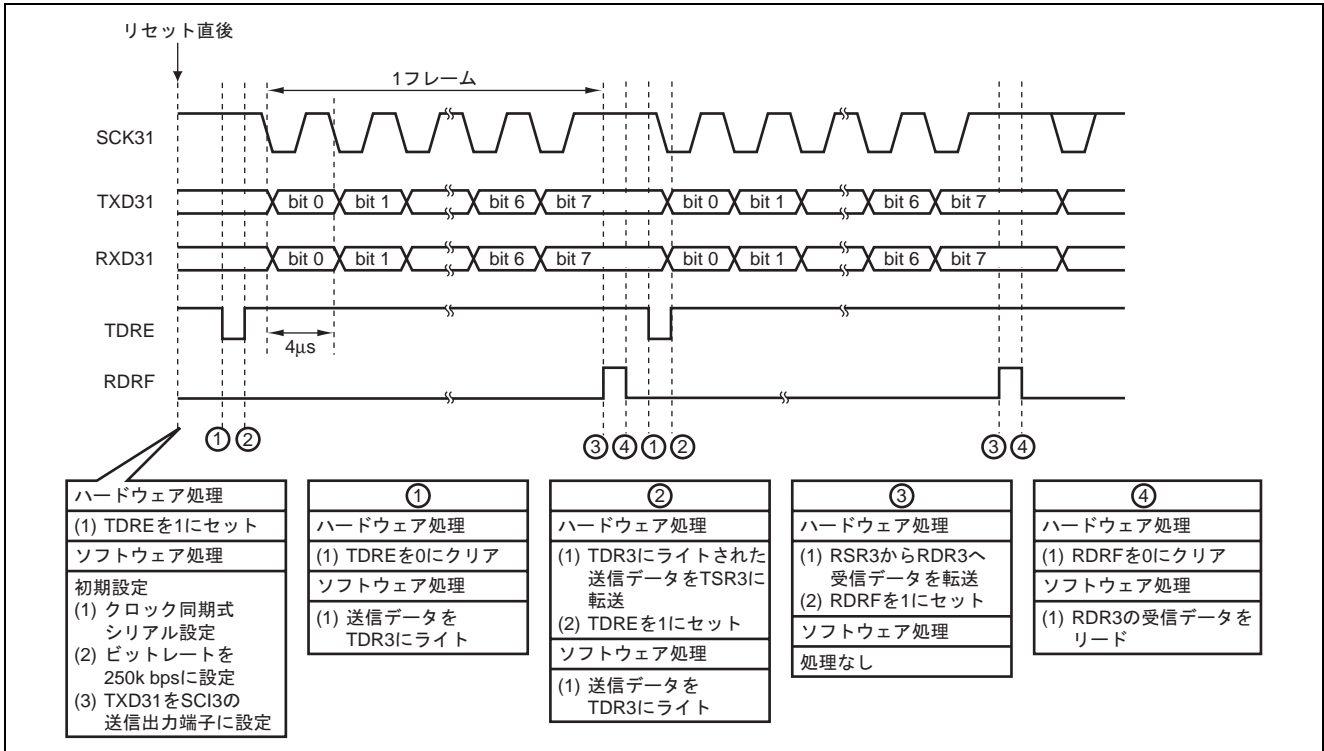 リセット直後
1フレーム
SCK31
TXD31
bit 0 bit 1 bit 6 bit 7 bit 0 bit 1 bit 6 bit 7
RXD31
bit 0 bit 1 bit 6 bit 7 bit 0 bit 1 bit 6 bit 7
TDRE
4μs
RDRF
① ② ③ ④ ① ② ③ ④
ハードウェア処理
(1) TDREを1にセット
ソフトウェア処理
初期設定
(1) クロック同期式
シリアル設定
(2) ビットレートを
250k bpsに設定
(3) TXD31をSCI3の
送信出力端子に設定
①
ハードウェア処理
(1) TDREを0にクリア
ソフトウェア処理
(1) 送信データを
TDR3にライト
②
ハードウェア処理
(1) TDR3にライトされた
送信データをTSR3に
転送
(2) TDREを1にセット
ソフトウェア処理
(1) 送信データを
TDR3にライト
③
ハードウェア処理
(1) RSR3からRDR3へ
受信データを転送
(2) RDRFを1にセット
ソフトウェア処理
処理なし
④
ハードウェア処理
(1) RDRFを0にクリア
ソフトウェア処理
(1) RDR3の受信データを
リード